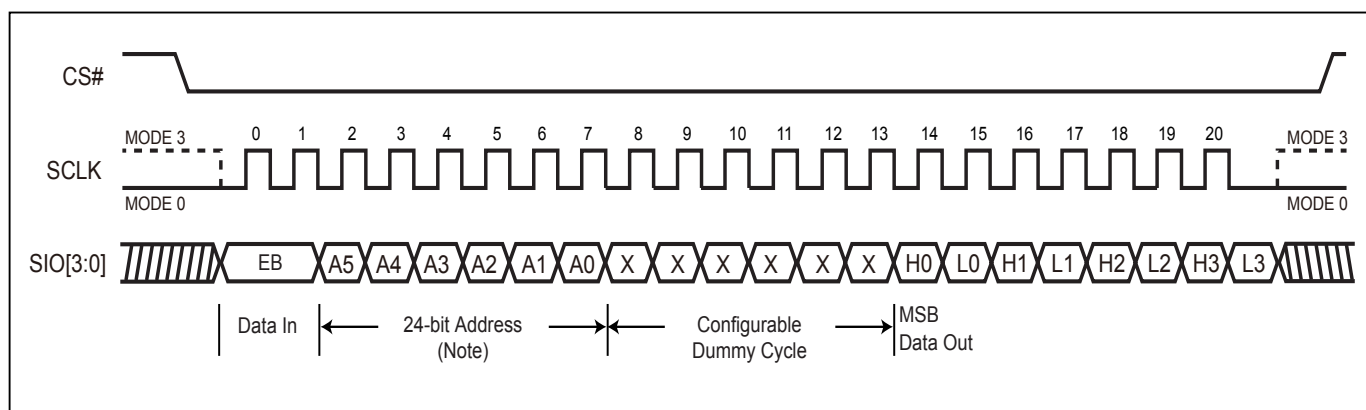 CS#
MODE 3 0 1 2 3 4 5 6 7 8 9 10 11 12 13 14 15 16 17 18 19 20 MODE 3
SCLK
MODE 0 MODE 0
SIO[3:0] EB A5 A4 A3 A2 A1 A0 X X X X X X H0 L0 H1 L1 H2 L2 H3 L3
Data In 24-bit Address Configurable MSB
(Note) Dummy Cycle Data Out